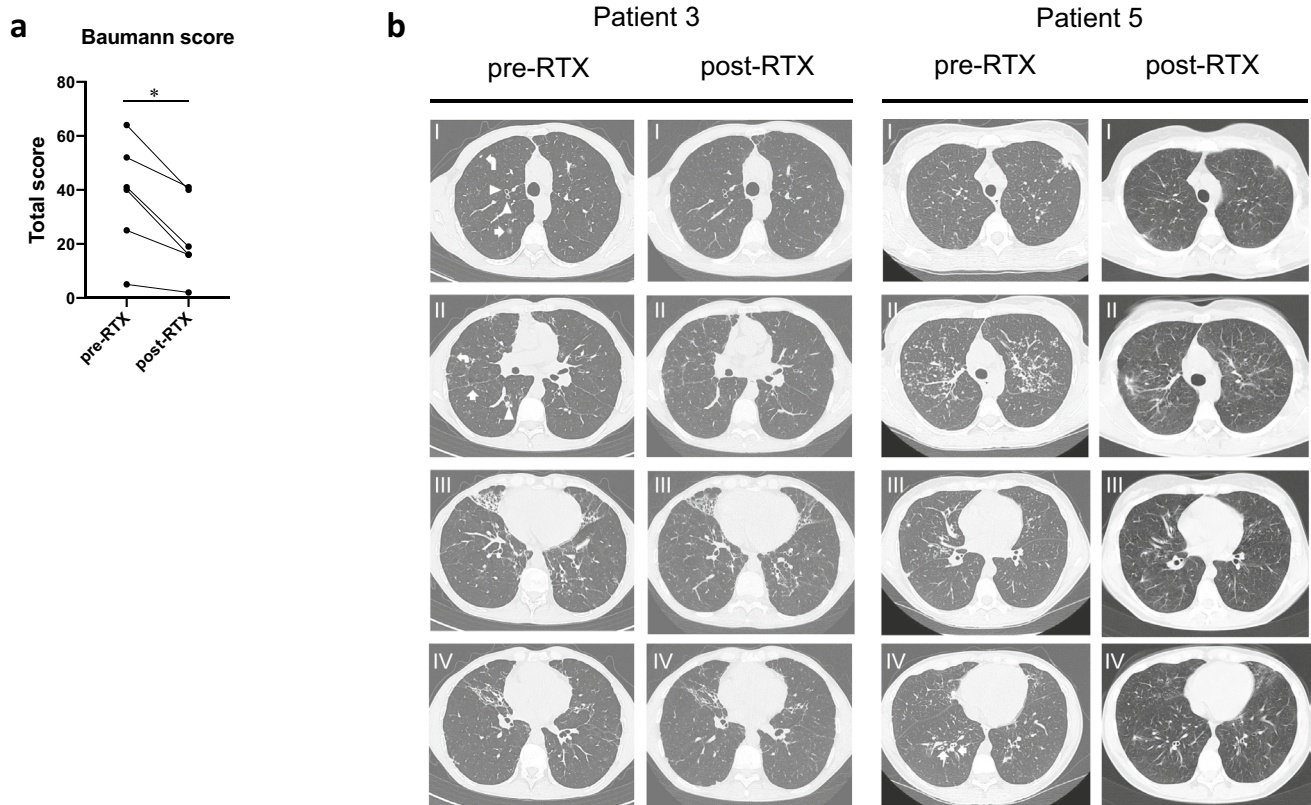 a
Baumann score
80
60
40
20
0
Total score
*
pre-RTX
post-RTX
b
Patient 3
Patient 5
pre-RTX
post-RTX
pre-RTX
post-RTX
I
I
I
I
II
II
II
II
III
III
III
III
IV
IV
IV
IV